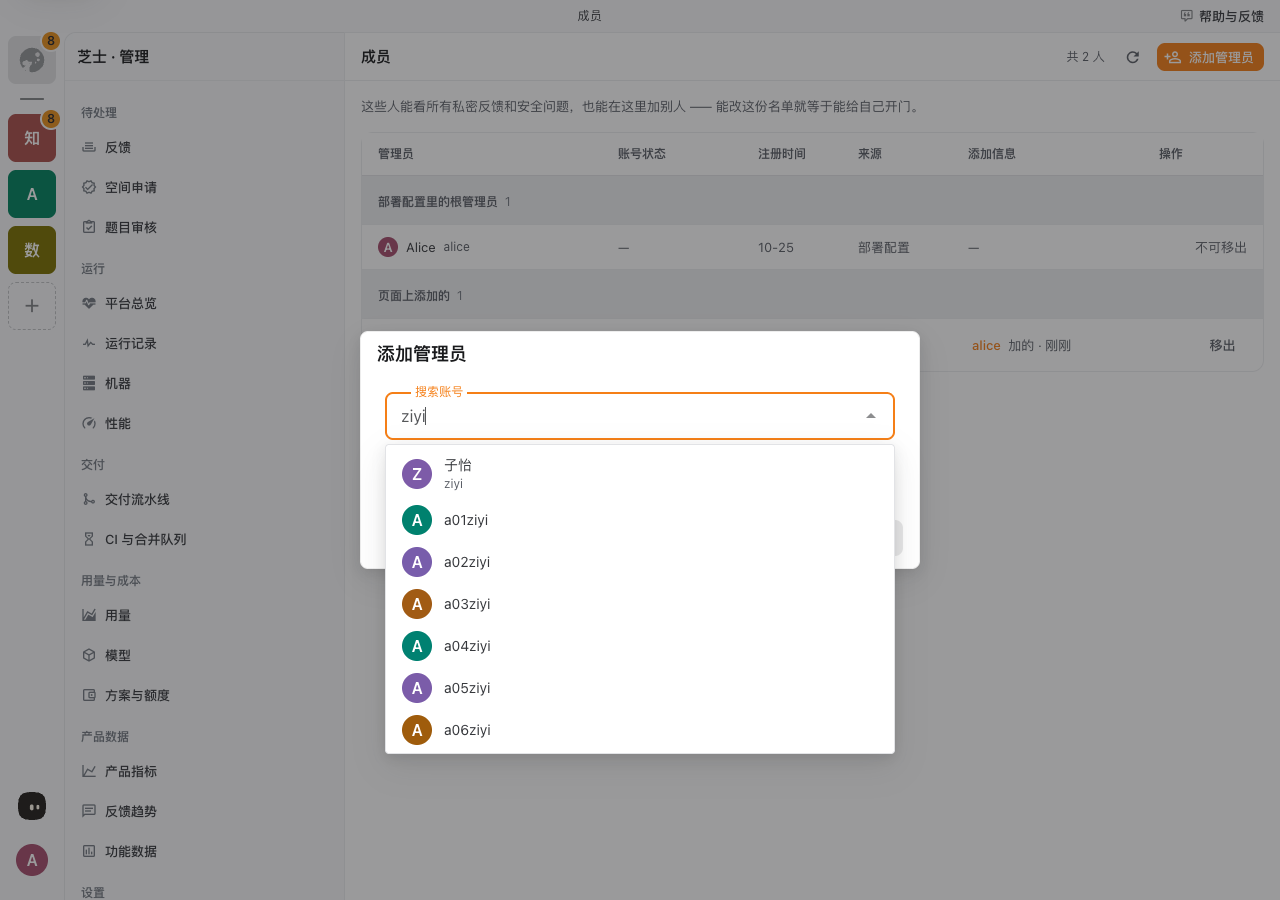 成员
帮助与反馈
8
知
8
A
数
A
芝士 · 管理
待处理
反馈
空间申请
题目审核
运行
平台总览
运行记录
机器
性能
交付
交付流水线
CI 与合并队列
用量与成本
用量
模型
方案与额度
产品数据
产品指标
反馈趋势
功能数据
设置
成员
共 2 人
添加管理员
这些人能看所有私密反馈和安全问题，也能在这里加别人 —— 能改这份名单就等于能给自己开门。
管理员 账号状态 注册时间 来源 添加信息 操作
部署配置里的根管理员 1
A Alice alice — 10-25 部署配置 — 不可移出
页面上添加的 1
alice 加的 · 刚刚 移出
添加管理员
搜索账号
ziyi
Z 子怡
ziyi
A a01ziyi
A a02ziyi
A a03ziyi
A a04ziyi
A a05ziyi
A a06ziyi